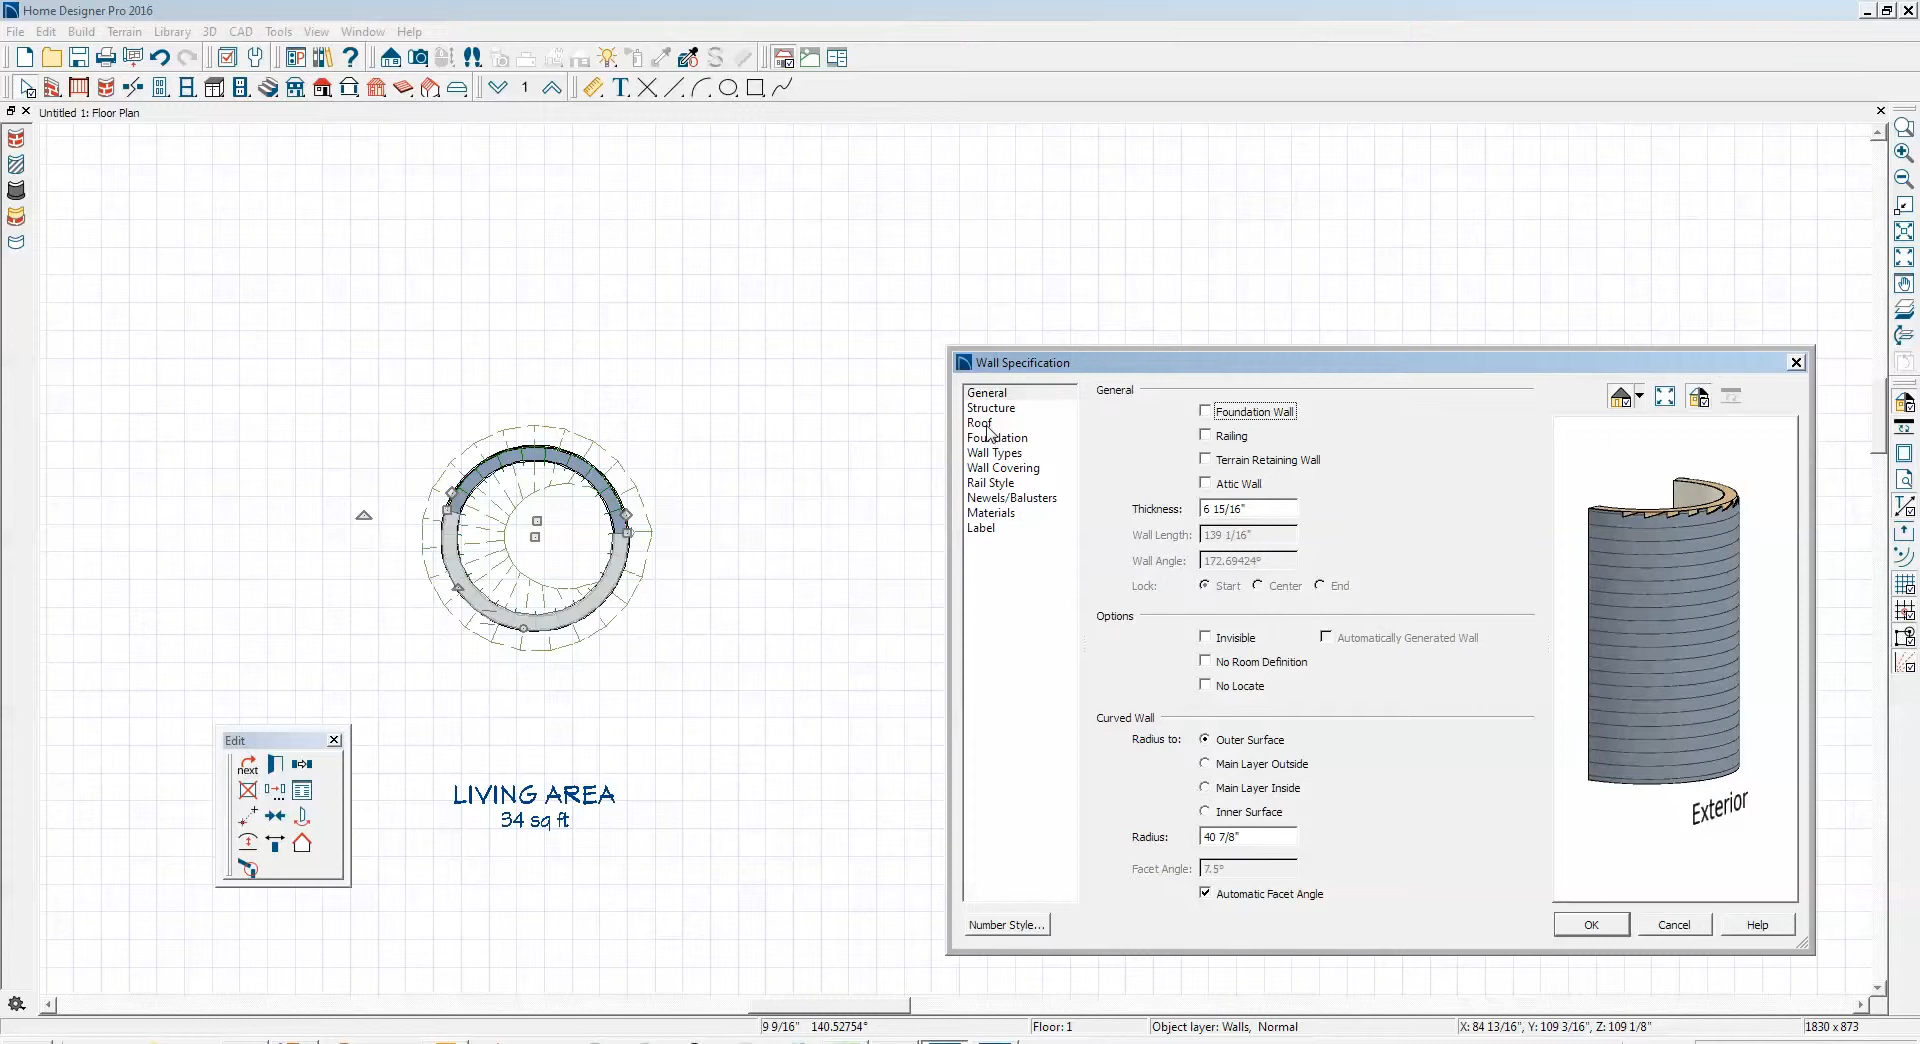 Home Designer Pro 2016
File Edit Build Terrain Library 3D CAD Tools View Window Help
1
Untitled 1: Floor Plan
Wall Specification
General
Structure
Roof
Foundation
Wall Types
Wall Covering
Rail Style
Newels/Balusters
Materials
Label
General
Foundation Wall
Railing
Terrain Retaining Wall
Attic Wall
Thickness: 6 15/16"
Wall Length: 139 1/16"
Wall Angle: 172.69424°
Lock: Start Center End
Options
Invisible Automatically Generated Wall
No Room Definition
No Locate
Curved Wall
Radius to: Outer Surface
Main Layer Outside
Main Layer Inside
Inner Surface
Radius: 40 7/8"
Facet Angle: 7.5°
Automatic Facet Angle
Exterior
Number Style... OK Cancel Help
Edit
next
LIVING AREA
34 sq ft
9 9/16" 140.52754° Floor: 1 Object layer: Walls, Normal X: 84 13/16", Y: 109 3/16", Z: 109 1/8" 1830 x 873